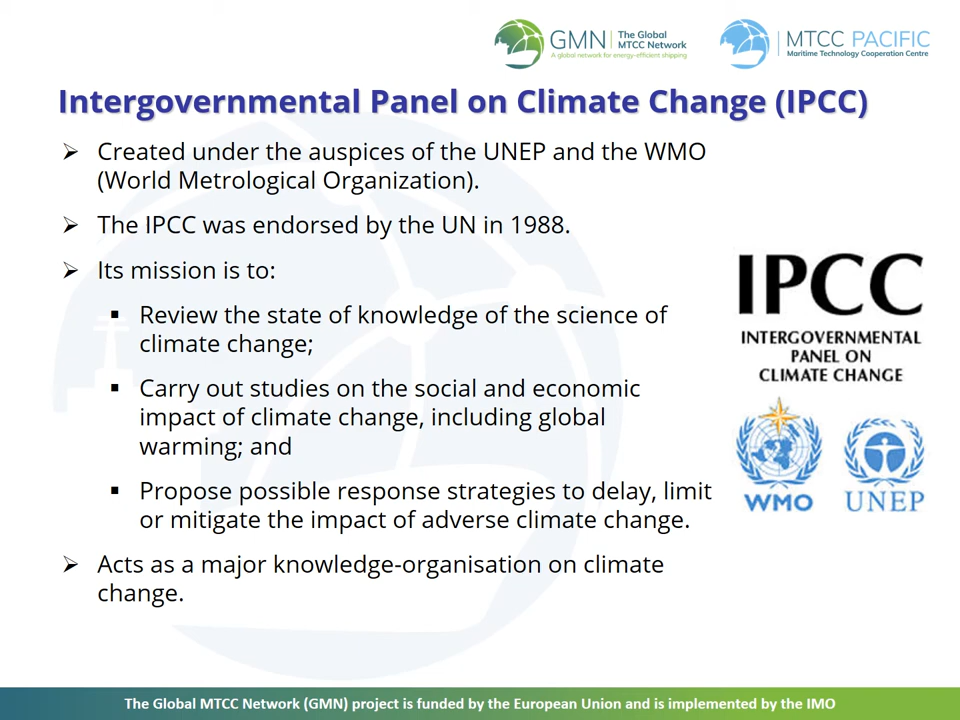 GMN | The Global MTCC Network
A global network for energy-efficient shipping
MTCC PACIFIC
Maritime Technology Cooperation Centre
Intergovernmental Panel on Climate Change (IPCC)
Created under the auspices of the UNEP and the WMO
(World Metrological Organization).
The IPCC was endorsed by the UN in 1988.
Its mission is to:
Review the state of knowledge of the science of
climate change;
Carry out studies on the social and economic
impact of climate change, including global
warming; and
Propose possible response strategies to delay, limit
or mitigate the impact of adverse climate change.
Acts as a major knowledge-organisation on climate
change.
IPCC
INTERGOVERNMENTAL
PANEL ON
CLIMATE CHANGE
WMO
UNEP
The Global MTCC Network (GMN) project is funded by the European Union and is implemented by the IMO